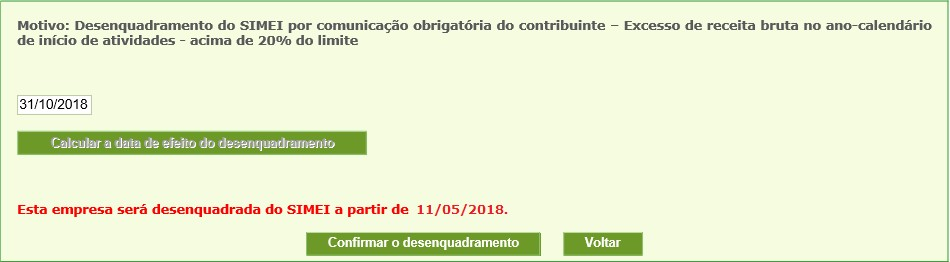 Motivo: Desenquadramento do SIMEI por comunicação obrigatória do contribuinte – Excesso de receita bruta no ano-calendário
de início de atividades - acima de 20% do limite
31/10/2018
Calcular a data de efeito do desenquadramento
Esta empresa será desenquadrada do SIMEI a partir de 11/05/2018.
Confirmar o desenquadramento Voltar